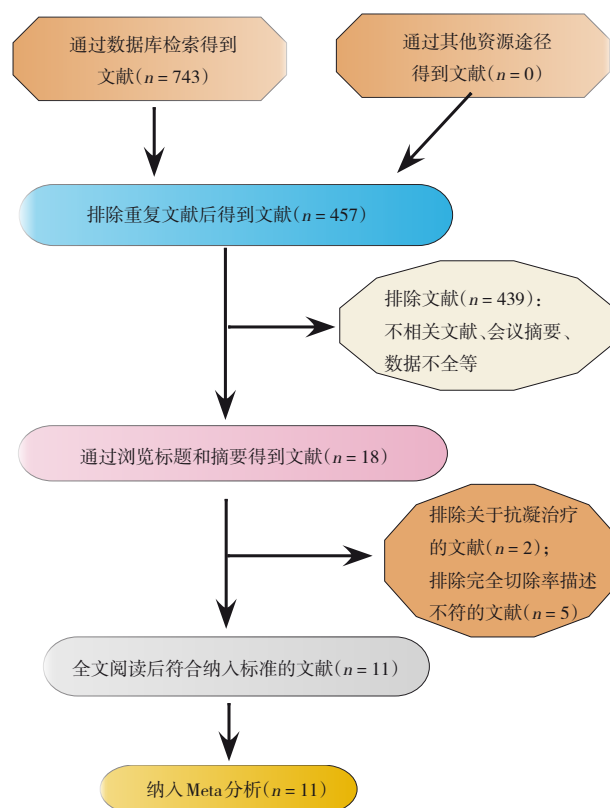 通过数据库检索得到
文献(n=743)
通过其他资源途径
得到文献(n=0)
排除重复文献后得到文献(n=457)
排除文献(n=439)：
不相关文献、会议摘要、
数据不全等
通过浏览标题和摘要得到文献(n=18)
排除关于抗凝治疗
的文献(n=2)；
排除完全切除率描述
不符的文献(n=5)
全文阅读后符合纳入标准的文献(n=11)
纳入Meta分析(n=11)